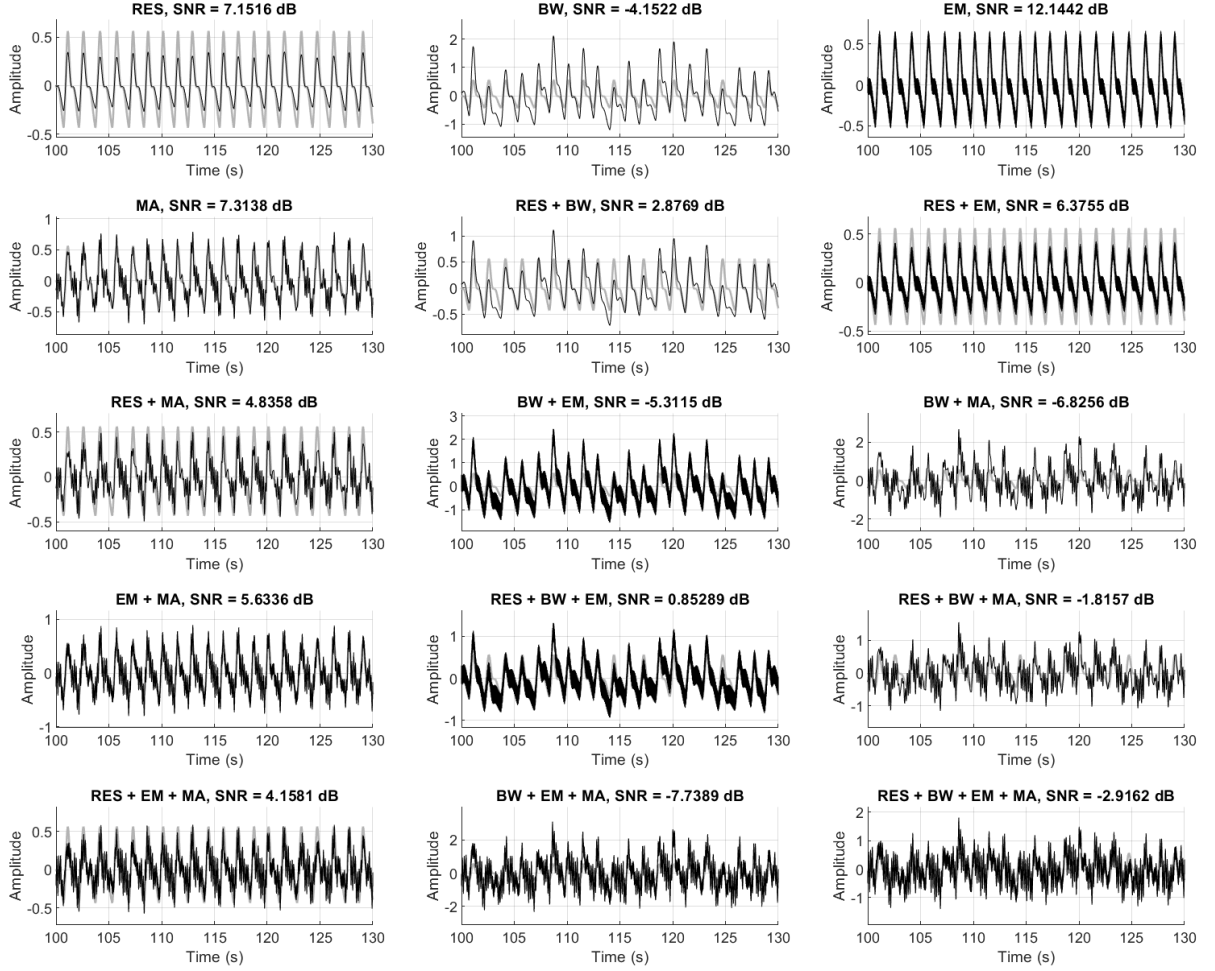 RES, SNR = 7.1516 dB
Amplitude
0.5
0
-0.5
100 105 110 115 120 125 130
Time (s)
BW, SNR = -4.1522 dB
Amplitude
2
1
0
-1
100 105 110 115 120 125 130
Time (s)
EM, SNR = 12.1442 dB
Amplitude
0.5
0
-0.5
100 105 110 115 120 125 130
Time (s)
MA, SNR = 7.3138 dB
Amplitude
1
0.5
0
-0.5
100 105 110 115 120 125 130
Time (s)
RES + BW, SNR = 2.8769 dB
Amplitude
1
0.5
0
-0.5
100 105 110 115 120 125 130
Time (s)
RES + EM, SNR = 6.3755 dB
Amplitude
0.5
0
-0.5
100 105 110 115 120 125 130
Time (s)
RES + MA, SNR = 4.8358 dB
Amplitude
0.5
0
-0.5
100 105 110 115 120 125 130
Time (s)
BW + EM, SNR = -5.3115 dB
Amplitude
3
2
1
0
-1
100 105 110 115 120 125 130
Time (s)
BW + MA, SNR = -6.8256 dB
Amplitude
2
0
-2
100 105 110 115 120 125 130
Time (s)
EM + MA, SNR = 5.6336 dB
Amplitude
1
0
-1
100 105 110 115 120 125 130
Time (s)
RES + BW + EM, SNR = 0.85289 dB
Amplitude
1
0
-1
100 105 110 115 120 125 130
Time (s)
RES + BW + MA, SNR = -1.8157 dB
Amplitude
1
0
-1
100 105 110 115 120 125 130
Time (s)
RES + EM + MA, SNR = 4.1581 dB
Amplitude
0.5
0
-0.5
100 105 110 115 120 125 130
Time (s)
BW + EM + MA, SNR = -7.7389 dB
Amplitude
2
0
-2
100 105 110 115 120 125 130
Time (s)
RES + BW + EM + MA, SNR = -2.9162 dB
Amplitude
2
1
0
-1
100 105 110 115 120 125 130
Time (s)